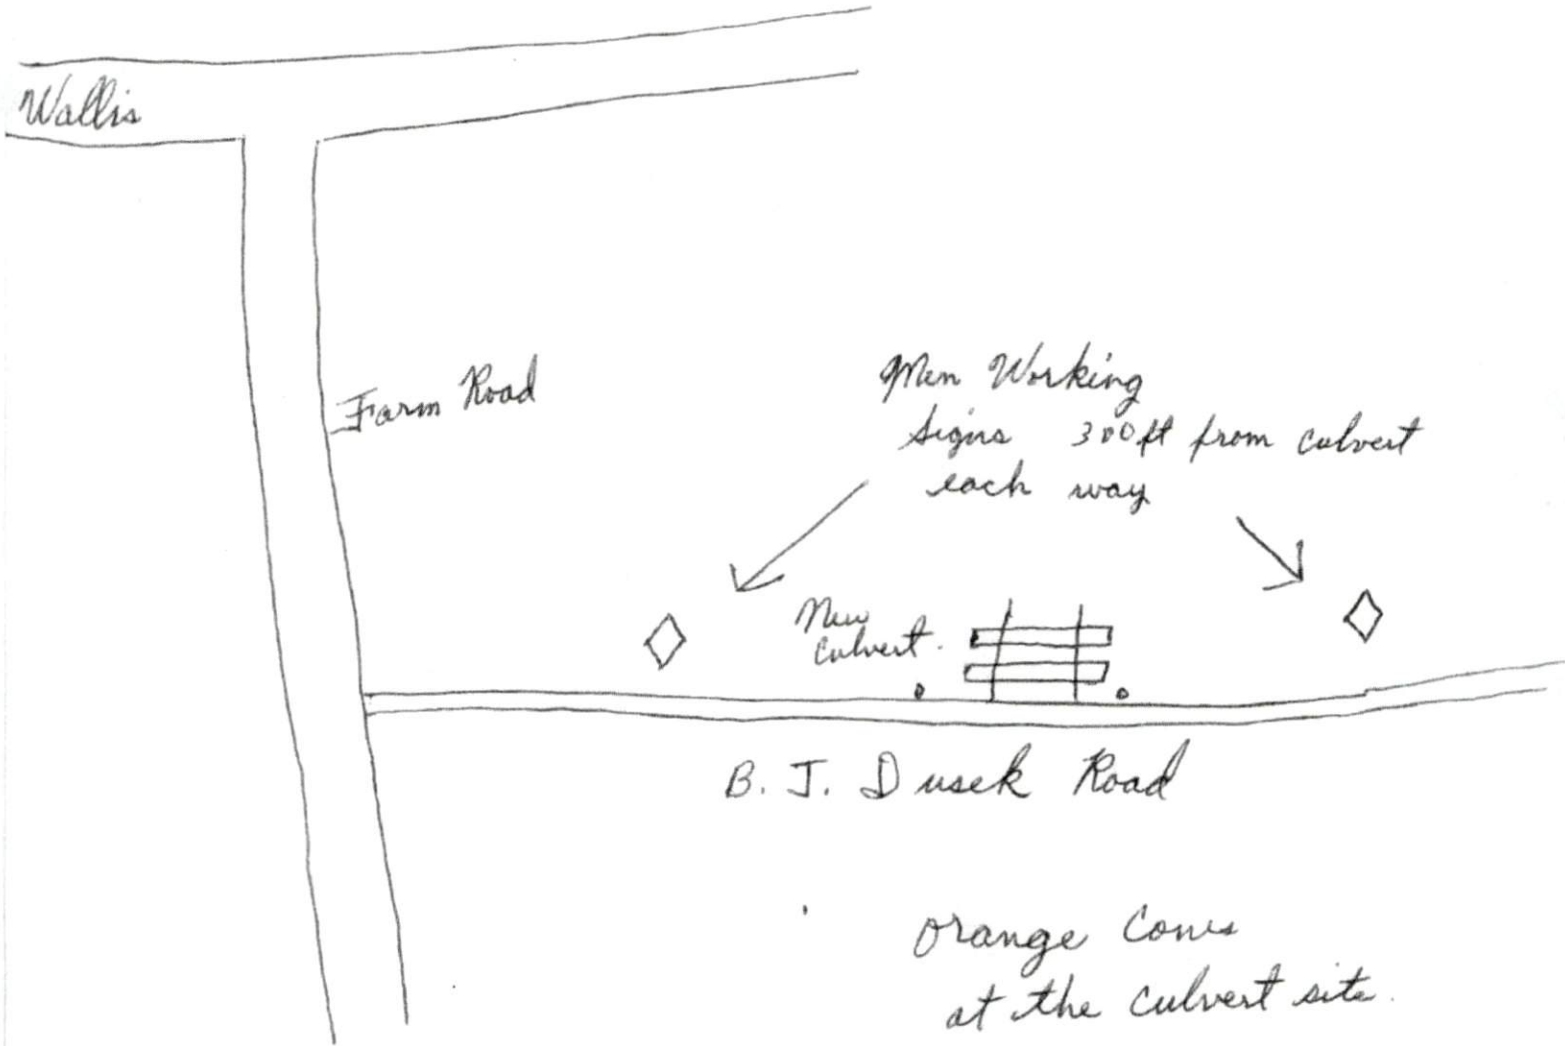 Wallis
Farm Road
Men Working
signs 300ft from culvert
each way
New
culvert.
B. J. Dusek Road
Orange Cones
at the culvert site.